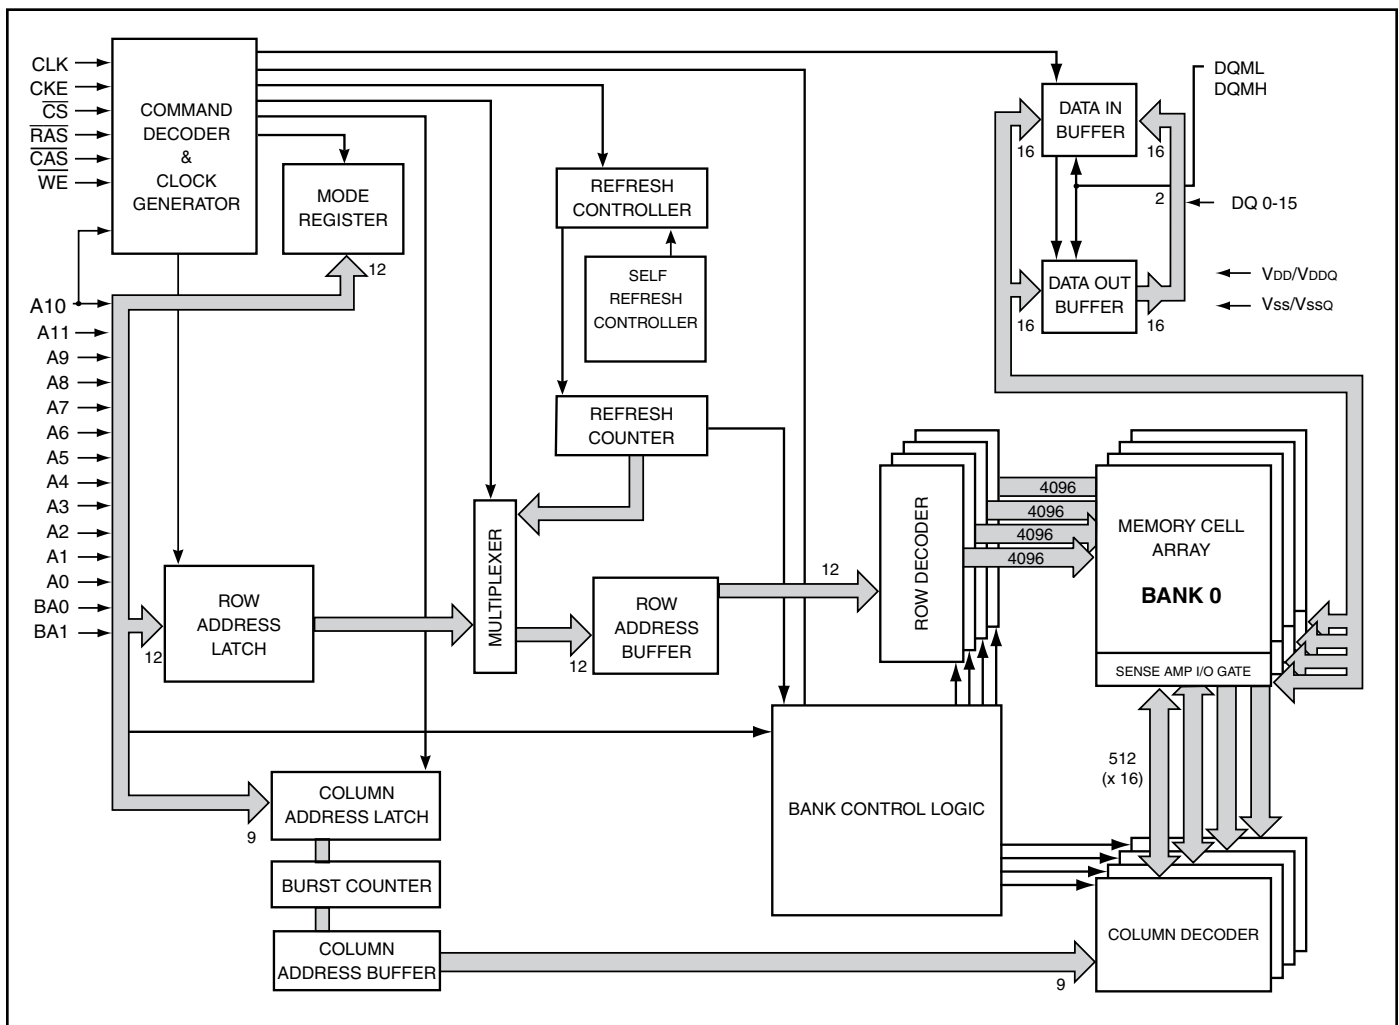 CLK
CKE
CS
RAS
CAS
WE
COMMAND
DECODER
&
CLOCK
GENERATOR
MODE
REGISTER
12
REFRESH
CONTROLLER
SELF
REFRESH
CONTROLLER
REFRESH
COUNTER
DATA IN
BUFFER
16
16
DQML
DQMH
2
DQ 0-15
DATA OUT
BUFFER
16
16
VDD/VDDQ
Vss/VssQ
A10
A11
A9
A8
A7
A6
A5
A4
A3
A2
A1
A0
BA0
BA1
12
ROW
ADDRESS
LATCH
MULTIPLEXER
12
ROW
ADDRESS
BUFFER
12
ROW DECODER
4096
4096
4096
4096
MEMORY CELL
ARRAY
BANK 0
SENSE AMP I/O GATE
512
(x 16)
BANK CONTROL LOGIC
9
COLUMN
ADDRESS LATCH
BURST COUNTER
COLUMN
ADDRESS BUFFER
9
COLUMN DECODER